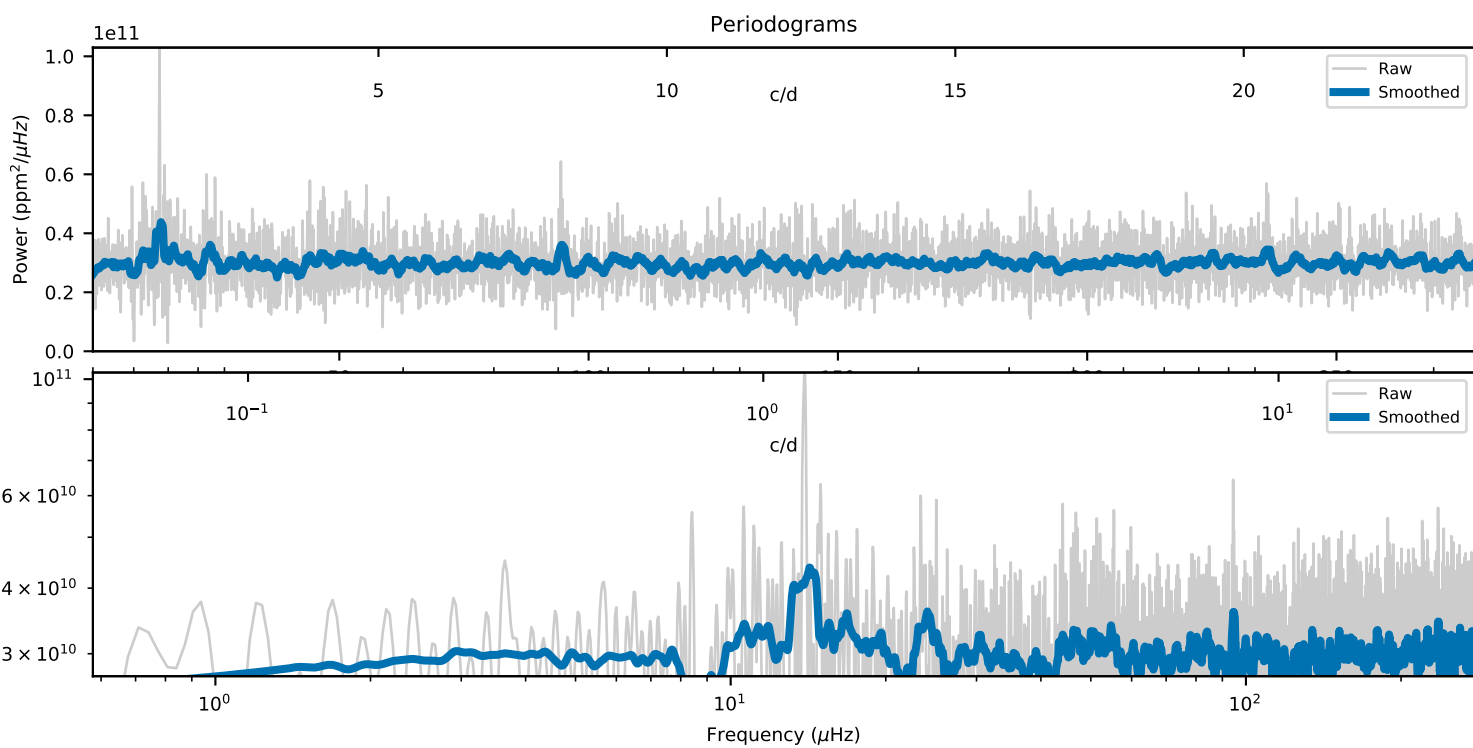 Periodograms
1e11
1.0
0.8
0.6
0.4
0.2
0.0
Power (ppm²/μHz)
5
10
15
20
c/d
Raw
Smoothed
10¹¹
6 × 10¹⁰
4 × 10¹⁰
3 × 10¹⁰
10⁻¹
10⁰
10¹
c/d
Raw
Smoothed
10⁰
10¹
10²
Frequency (μHz)